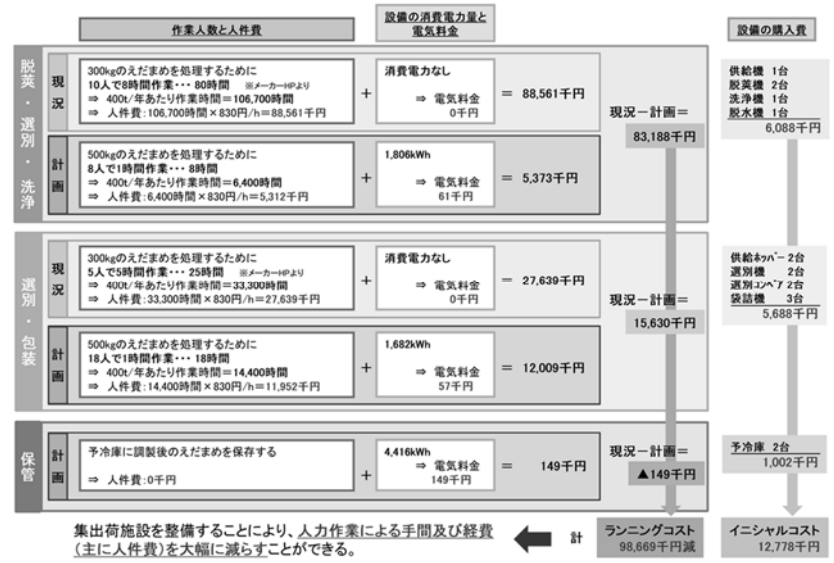 作業人数と人件費
設備の消費電力量と
電気料金
設備の購入費
脱莢・選別・洗浄
現況
300kgのえだまめを処理するために
10人で8時間作業・・・80時間 ※メーカーHPより
⇒ 400t/年あたり作業時間＝106,700時間
⇒ 人件費：106,700時間×830円/h＝88,561千円
＋
消費電力なし
⇒ 電気料金
0千円
＝ 88,561千円
計画
500kgのえだまめを処理するために
8人で1時間作業・・・8時間
⇒ 400t/年あたり作業時間＝6,400時間
⇒ 人件費：6,400時間×830円/h＝5,312千円
＋
1,806kWh
⇒ 電気料金
61千円
＝ 5,373千円
現況－計画＝
83,188千円
供給機 1台
脱莢機 2台
洗浄機 1台
脱水機 1台
6,088千円
選別・包装
現況
300kgのえだまめを処理するために
5人で5時間作業・・・25時間 ※メーカーHPより
⇒ 400t/年あたり作業時間＝33,300時間
⇒ 人件費：33,300時間×830円/h＝27,639千円
＋
消費電力なし
⇒ 電気料金
0千円
＝ 27,639千円
計画
500kgのえだまめを処理するために
18人で1時間作業・・・18時間
⇒ 400t/年あたり作業時間＝14,400時間
⇒ 人件費：14,400時間×830円/h＝11,952千円
＋
1,682kWh
⇒ 電気料金
57千円
＝ 12,009千円
現況－計画＝
15,630千円
供給ﾎｯﾊﾟｰ 2台
選別機 2台
選別ｺﾝﾍﾞｱ 2台
袋詰機 3台
5,688千円
保管
計画
予冷庫に調製後のえだまめを保存する
⇒ 人件費：0千円
＋
4,416kWh
⇒ 電気料金
149千円
＝ 149千円
現況－計画＝
▲149千円
予冷庫 2台
1,002千円
集出荷施設を整備することにより、人力作業による手間及び経費
（主に人件費）を大幅に減らすことができる。
計
ランニングコスト
98,669千円減
イニシャルコスト
12,778千円